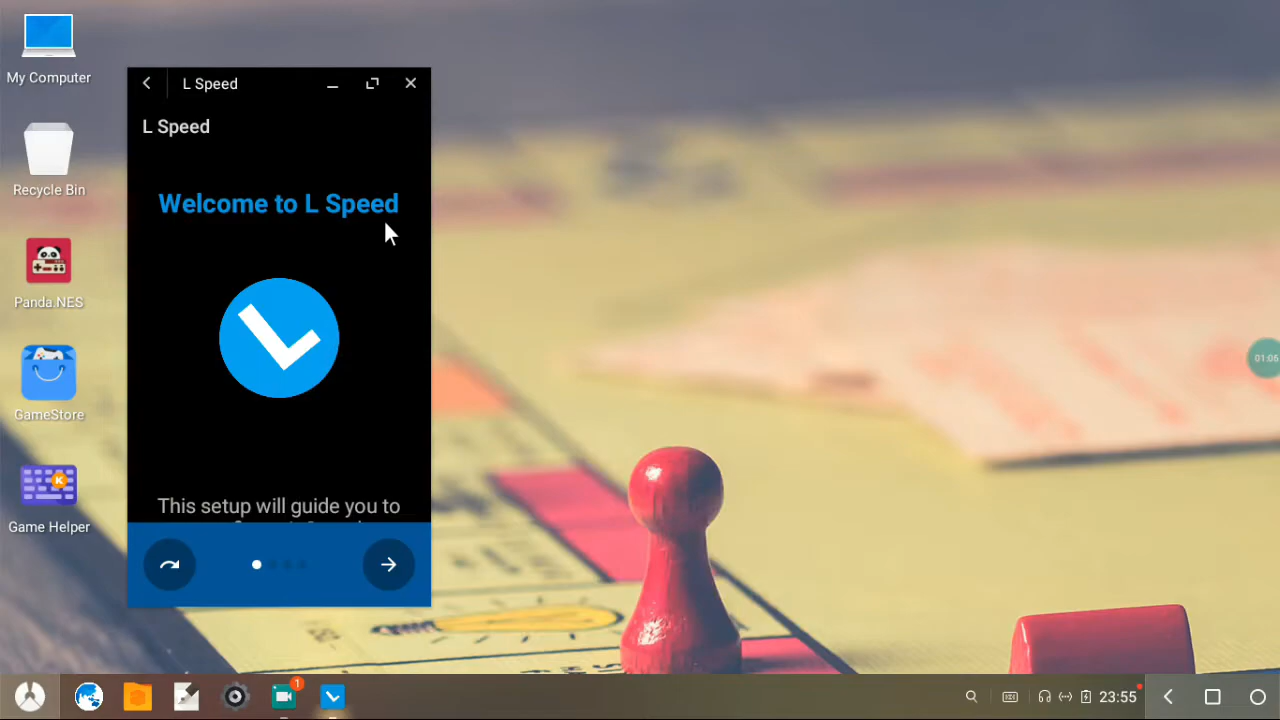 My Computer
Recycle Bin
Panda.NES
GameStore
Game Helper
L Speed
L Speed
Welcome to L Speed
This setup will guide you to
01:05
1
23:55
K